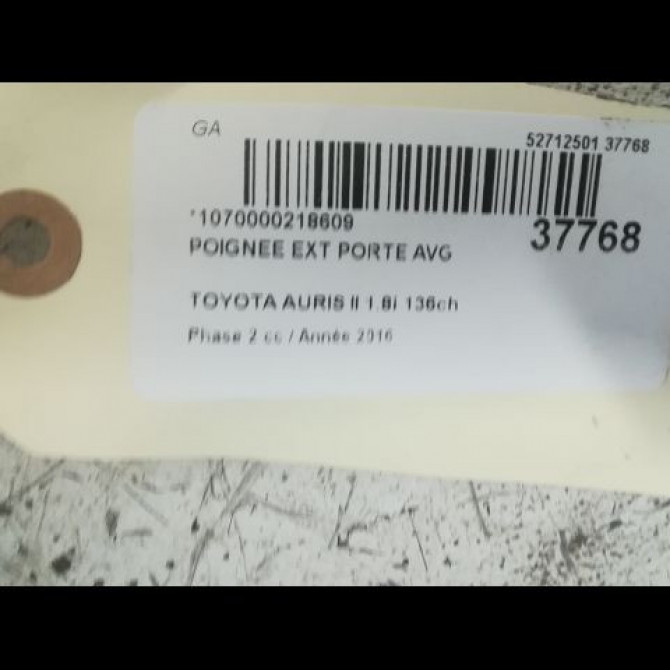 GA
52712501 37768
*1070000218609
37768
POIGNEE EXT PORTE AVG
TOYOTA AURIS II 1.8i 136ch
Phase 2 cc / Année 2016